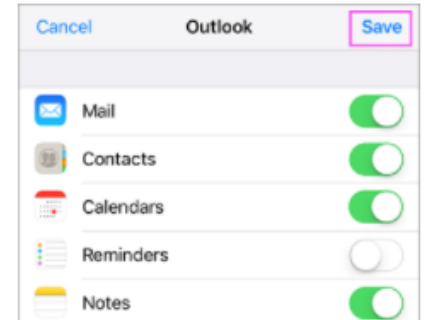 Cancel Outlook Save
Mail
Contacts
Calendars
Reminders
Notes